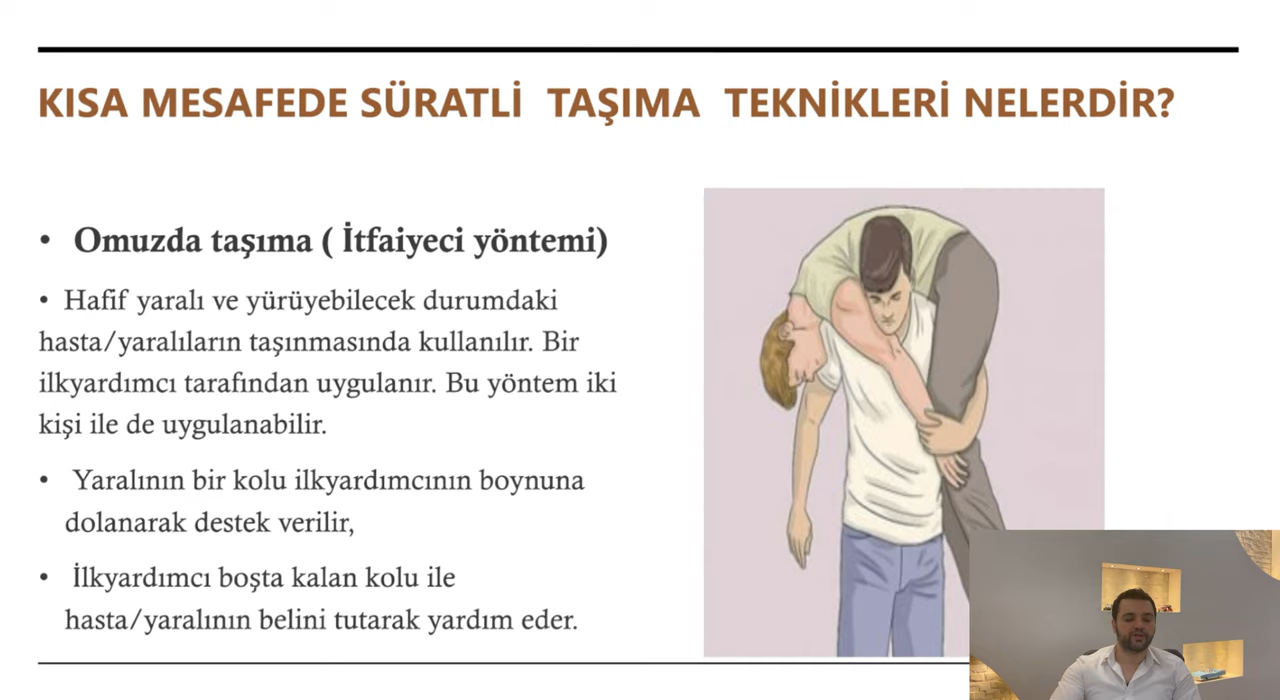 KISA MESAFEDE SÜRATLİ TAŞIMA TEKNİKLERİ NELERDİR?
• Omuzda taşıma ( İtfaiyeci yöntemi)
• Hafif yaralı ve yürüyebilecek durumdaki
hasta/yaralıların taşınmasında kullanılır. Bir
ilkyardımcı tarafından uygulanır. Bu yöntem iki
kişi ile de uygulanabilir.
• Yaralının bir kolu ilkyardımcının boynuna
dolanarak destek verilir,
• İlkyardımcı boşta kalan kolu ile
hasta/yaralının belini tutarak yardım eder.